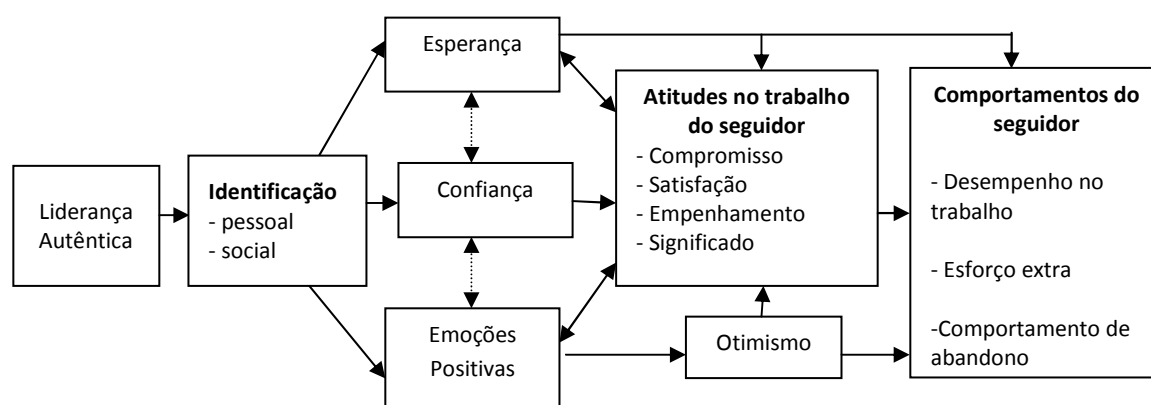 Liderança
Autêntica
Identificação
- pessoal
- social
Esperança
Confiança
Emoções
Positivas
Atitudes no trabalho
do seguidor
- Compromisso
- Satisfação
- Empenhamento
- Significado
Otimismo
Comportamentos do
seguidor
- Desempenho no
trabalho
- Esforço extra
-Comportamento de
abandono